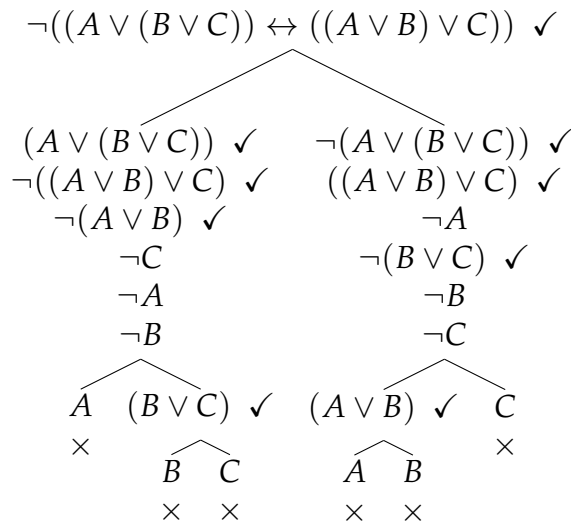 ¬((A ∨ (B ∨ C)) ↔ ((A ∨ B) ∨ C)) ✓
(A ∨ (B ∨ C)) ✓ ¬(A ∨ (B ∨ C)) ✓
¬((A ∨ B) ∨ C) ✓ ((A ∨ B) ∨ C) ✓
¬(A ∨ B) ✓ ¬A
¬C ¬(B ∨ C) ✓
¬A ¬B
¬B ¬C
A (B ∨ C) ✓ (A ∨ B) ✓ C
× ×
B C A B
× × × ×